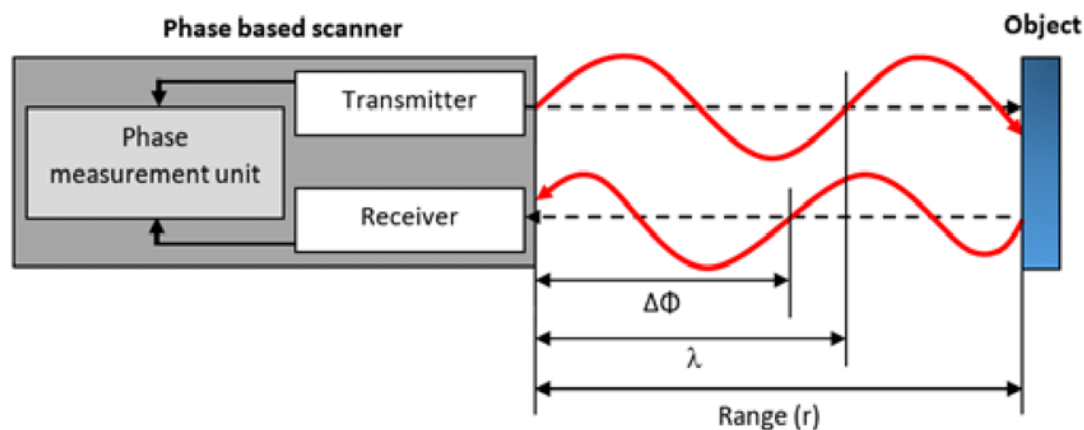 Phase based scanner
Object
Transmitter
Phase
measurement unit
Receiver
ΔΦ
λ
Range (r)